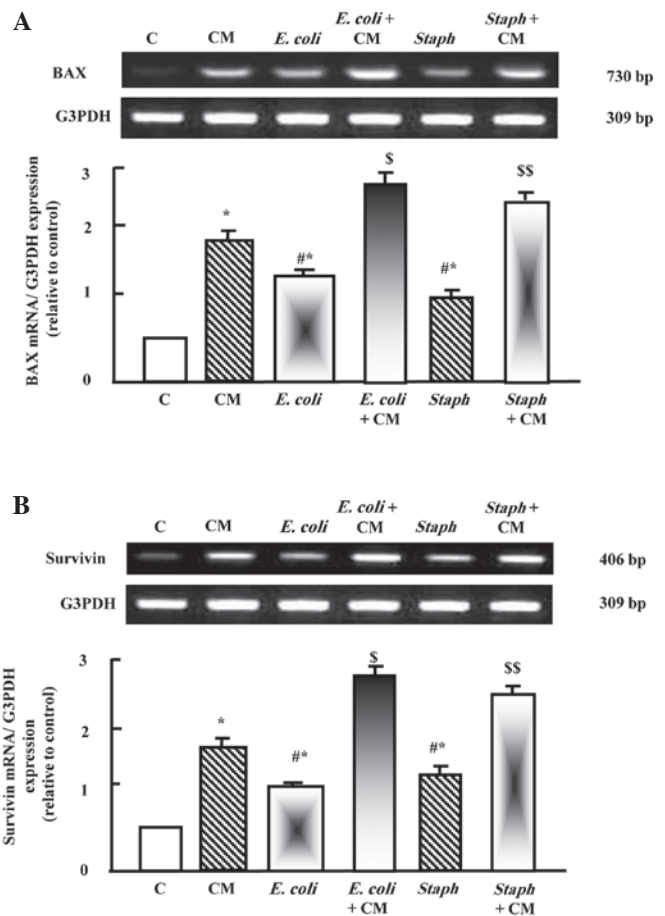 A
C CM E. coli E. coli + CM Staph Staph + CM
BAX 730 bp
G3PDH 309 bp
BAX mRNA/ G3PDH expression
(relative to control)
3
2
1
0
* #* $ #* $$
C CM E. coli E. coli + CM Staph Staph + CM
B
C CM E. coli E. coli + CM Staph Staph + CM
Survivin 406 bp
G3PDH 309 bp
Survivin mRNA/ G3PDH
expression
(relative to control)
3
2
1
0
* #* $ #* $$
C CM E. coli E. coli + CM Staph Staph + CM